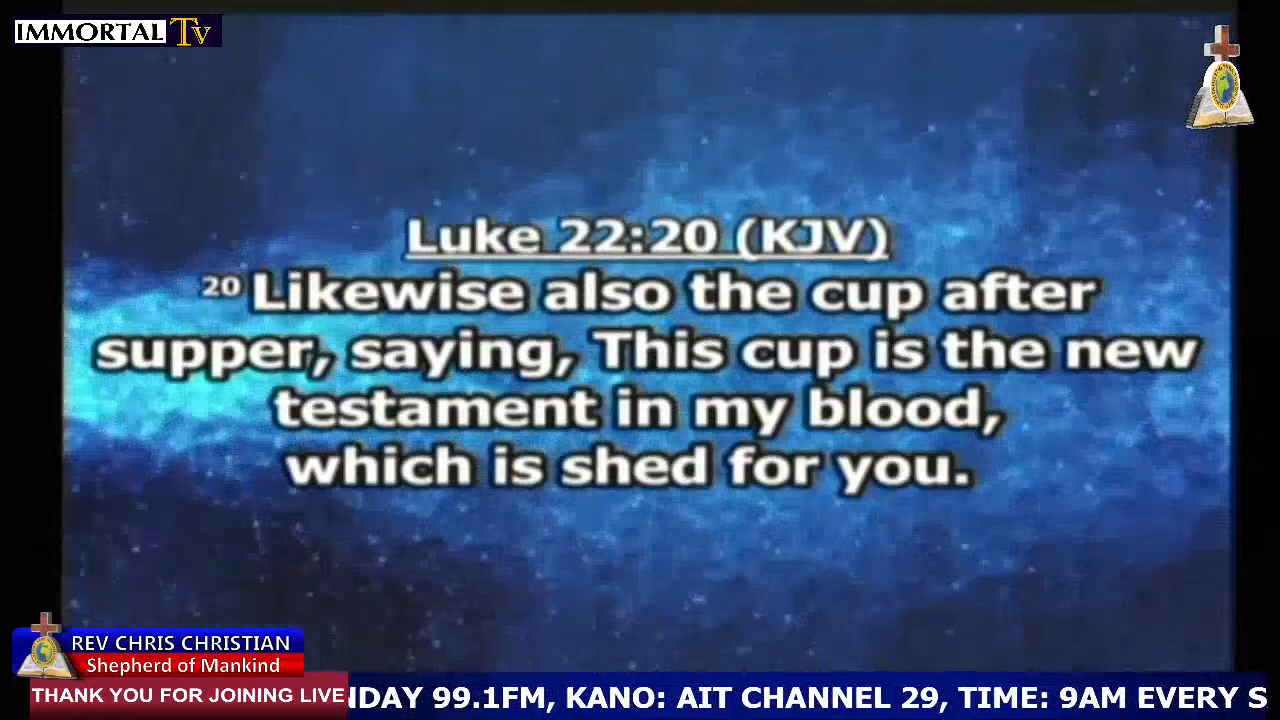 IMMORTAL Tv
Luke 22:20 (KJV)
20 Likewise also the cup after
supper, saying, This cup is the new
testament in my blood,
which is shed for you.
REV CHRIS CHRISTIAN
Shepherd of Mankind
THANK YOU FOR JOINING LIVE
NDAY 99.1FM, KANO: AIT CHANNEL 29, TIME: 9AM EVERY S